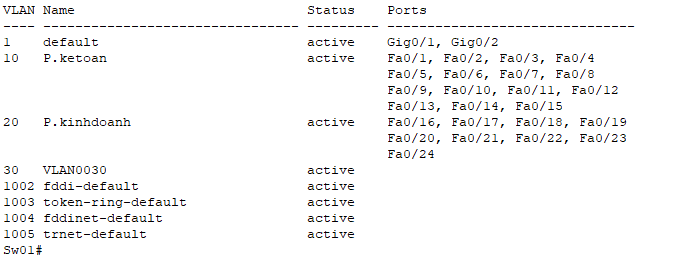 VLAN Name                             Status    Ports
---- -------------------------------- --------- -------------------------------
1    default                          active    Gig0/1, Gig0/2
10   P.ketoan                         active    Fa0/1, Fa0/2, Fa0/3, Fa0/4
                                                Fa0/5, Fa0/6, Fa0/7, Fa0/8
                                                Fa0/9, Fa0/10, Fa0/11, Fa0/12
                                                Fa0/13, Fa0/14, Fa0/15
20   P.kinhdoanh                      active    Fa0/16, Fa0/17, Fa0/18, Fa0/19
                                                Fa0/20, Fa0/21, Fa0/22, Fa0/23
                                                Fa0/24
30   VLAN0030                         active
1002 fddi-default                     active
1003 token-ring-default               active
1004 fddinet-default                  active
1005 trnet-default                    active
Sw01#